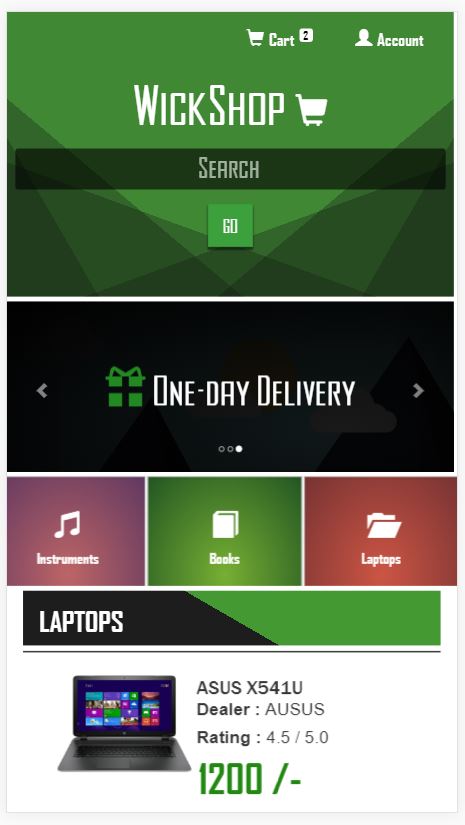 Cart 2 Account
WickShop
Search
GO
One-day Delivery
Instruments
Books
Laptops
LAPTOPS
ASUS X541U
Dealer : AUSUS
Rating : 4.5 / 5.0
1200 /-